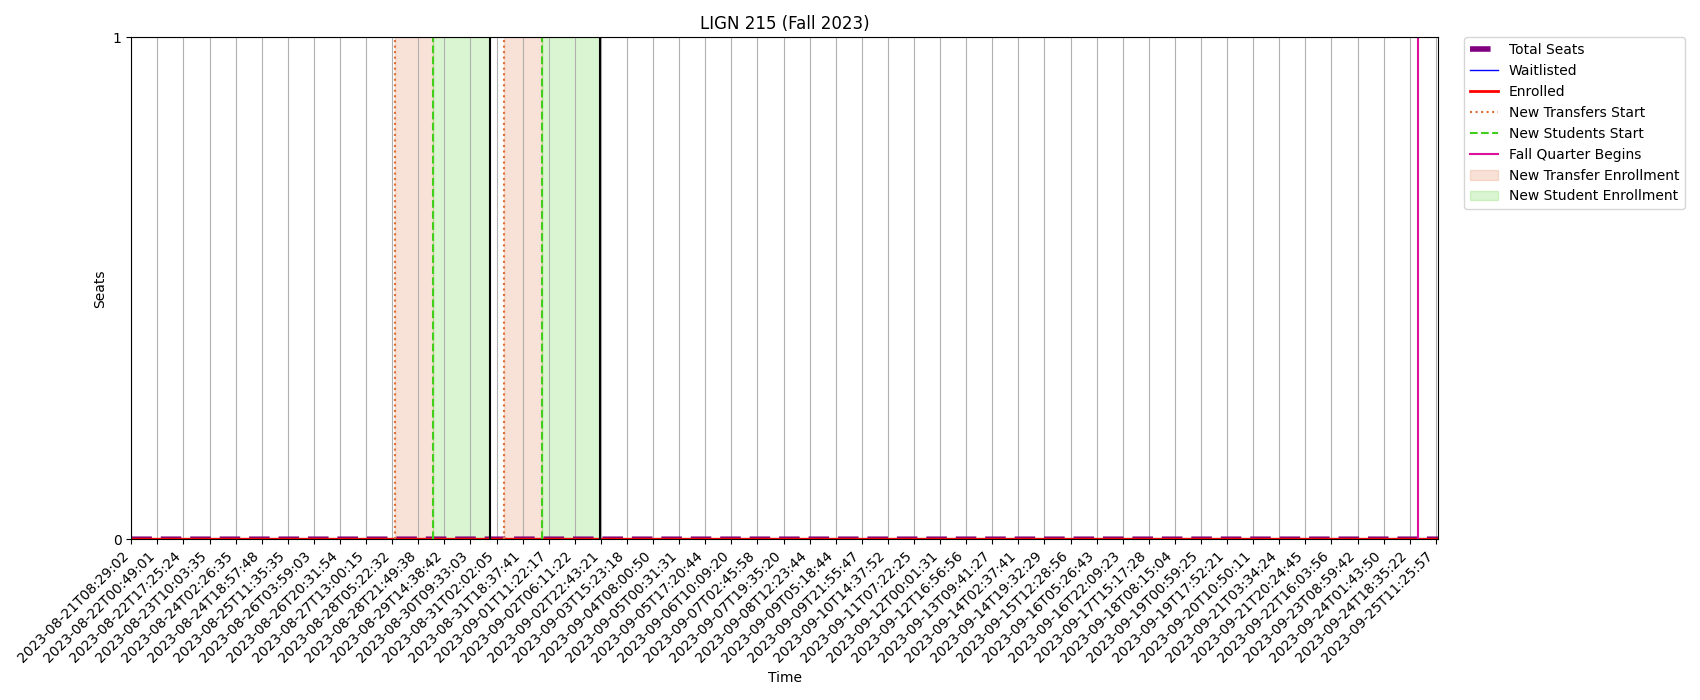 LIGN 215 (Fall 2023)
1
0
Seats
2023-08-21T08:29:02
2023-08-22T00:49:01
2023-08-22T17:25:24
2023-08-23T10:03:35
2023-08-24T02:26:35
2023-08-24T18:57:48
2023-08-25T11:35:35
2023-08-26T03:59:03
2023-08-26T20:31:54
2023-08-27T13:00:15
2023-08-28T05:22:32
2023-08-28T21:49:38
2023-08-29T14:38:42
2023-08-30T09:33:03
2023-08-31T02:02:05
2023-08-31T18:37:41
2023-09-01T11:22:17
2023-09-02T06:11:22
2023-09-02T22:43:21
2023-09-03T15:23:18
2023-09-04T08:00:50
2023-09-05T00:31:31
2023-09-05T17:20:44
2023-09-06T10:09:20
2023-09-07T02:45:58
2023-09-07T19:35:20
2023-09-08T12:23:44
2023-09-09T05:18:44
2023-09-09T21:55:47
2023-09-10T14:37:52
2023-09-11T07:22:25
2023-09-12T00:01:31
2023-09-12T16:56:56
2023-09-13T09:41:27
2023-09-14T02:37:41
2023-09-14T19:32:29
2023-09-15T12:28:56
2023-09-16T05:26:43
2023-09-16T22:09:23
2023-09-17T15:17:28
2023-09-18T08:15:04
2023-09-19T00:59:25
2023-09-19T17:52:21
2023-09-20T10:50:11
2023-09-21T03:34:24
2023-09-21T20:24:45
2023-09-22T16:03:56
2023-09-23T08:59:42
2023-09-24T01:43:50
2023-09-24T18:35:22
2023-09-25T11:25:57
Time
Total Seats
Waitlisted
Enrolled
New Transfers Start
New Students Start
Fall Quarter Begins
New Transfer Enrollment
New Student Enrollment